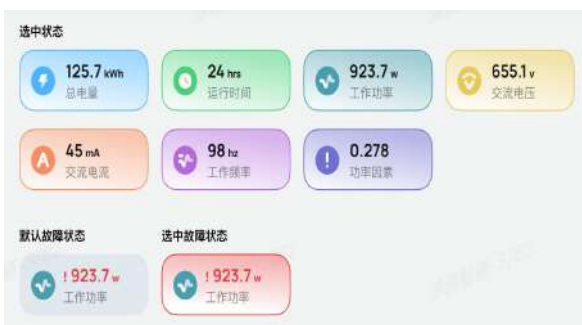 选中状态
125.7 kWh
总电量
24 hrs
运行时间
923.7 w
工作功率
655.1 v
交流电压
A
45 mA
交流电流
98 hz
工作频率
!
0.278
功率因素
默认故障状态
选中故障状态
! 923.7 w
工作功率
! 923.7 w
工作功率